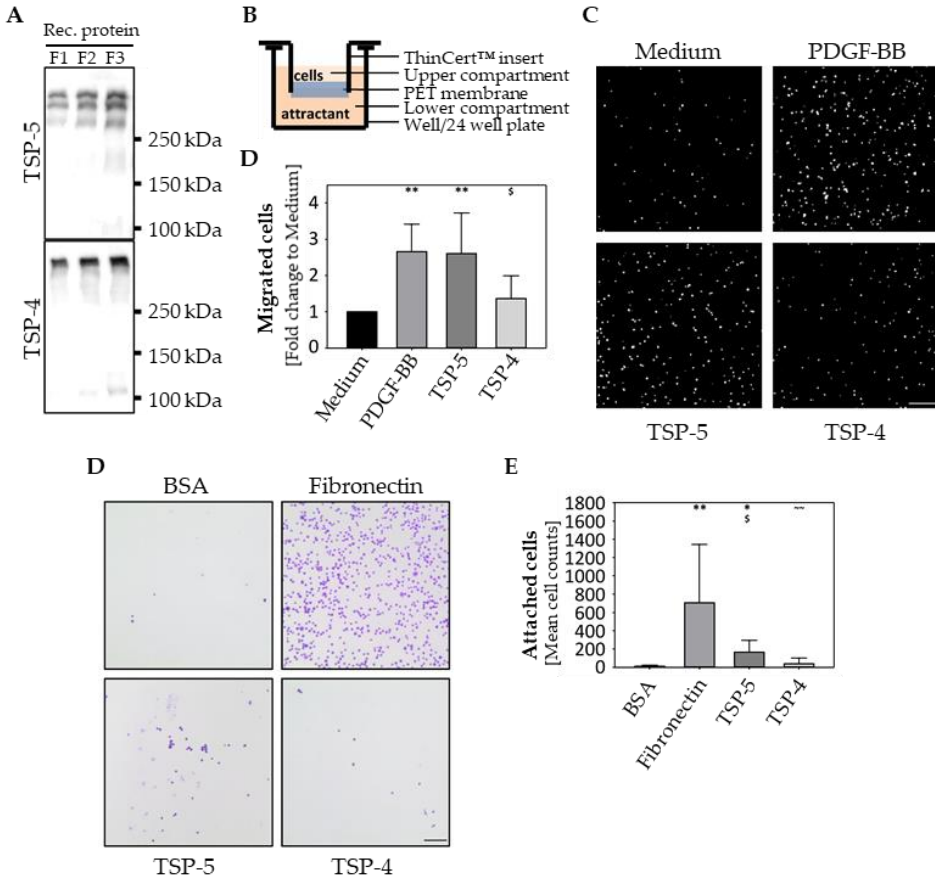 A
Rec. protein
F1 F2 F3
TSP-5
250 kDa
150 kDa
100 kDa
TSP-4
250 kDa
150 kDa
100 kDa
B
cells
attractant
ThinCert™ insert
Upper compartment
PET membrane
Lower compartment
Well/24 well plate
C
Medium PDGF-BB
TSP-5 TSP-4
D
Migrated cells
[Fold change to Medium]
4
3
2
1
0
** ** $
Medium PDGF-BB TSP-5 TSP-4
D
BSA Fibronectin
TSP-5 TSP-4
E
Attached cells
[Mean cell counts]
1800
1600
1400
1200
1000
800
600
400
200
0
** * ~~
$
BSA Fibronectin TSP-5 TSP-4